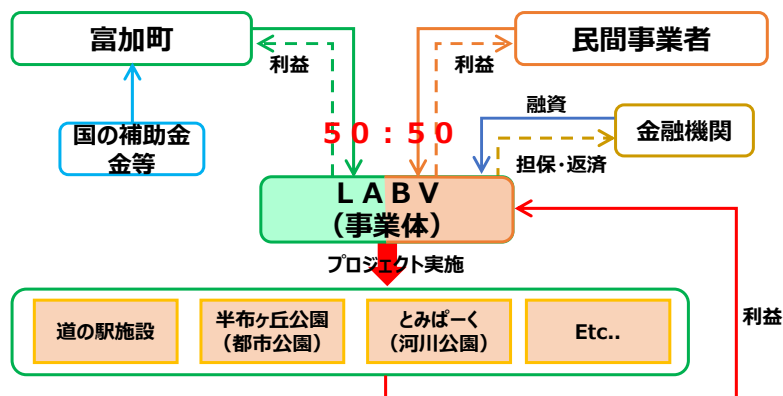 富加町
民間事業者
利益
利益
融資
国の補助金
金等
５０：５０
金融機関
担保・返済
ＬＡＢＶ
（事業体）
プロジェクト実施
道の駅施設
半布ヶ丘公園
（都市公園）
とみぱーく
（河川公園）
Etc..
利益